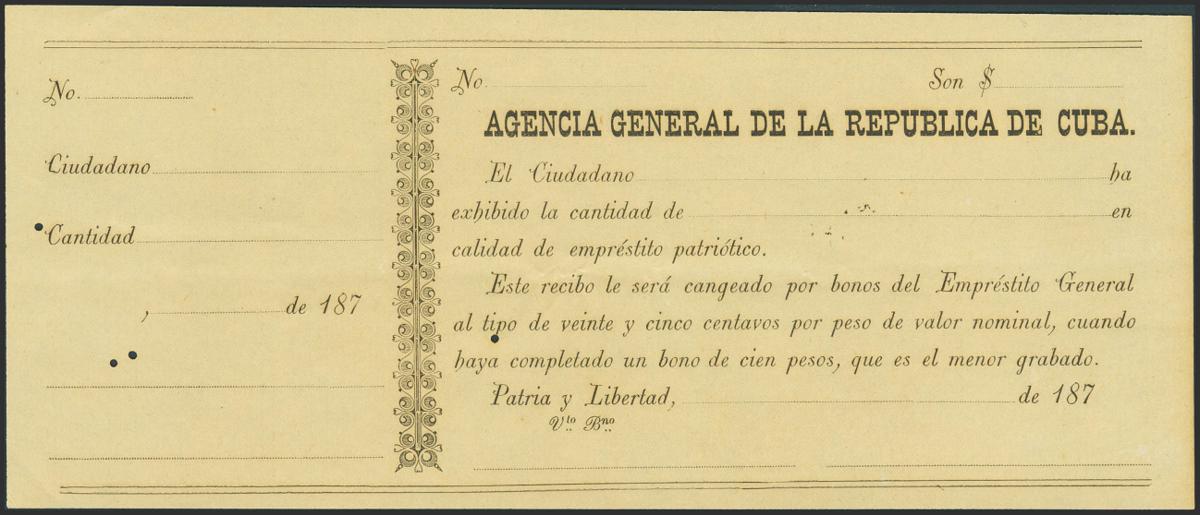 No.
Ciudadano
Cantidad
, de 187
No. Son $
AGENCIA GENERAL DE LA REPUBLICA DE CUBA.
El Ciudadano ha
exhibido la cantidad de en
calidad de empréstito patriótico.
Este recibo le será cangeado por bonos del Empréstito General
al tipo de veinte y cinco centavos por peso de valor nominal, cuando
haya completado un bono de cien pesos, que es el menor grabado.
Patria y Libertad, de 187
Vto Bno